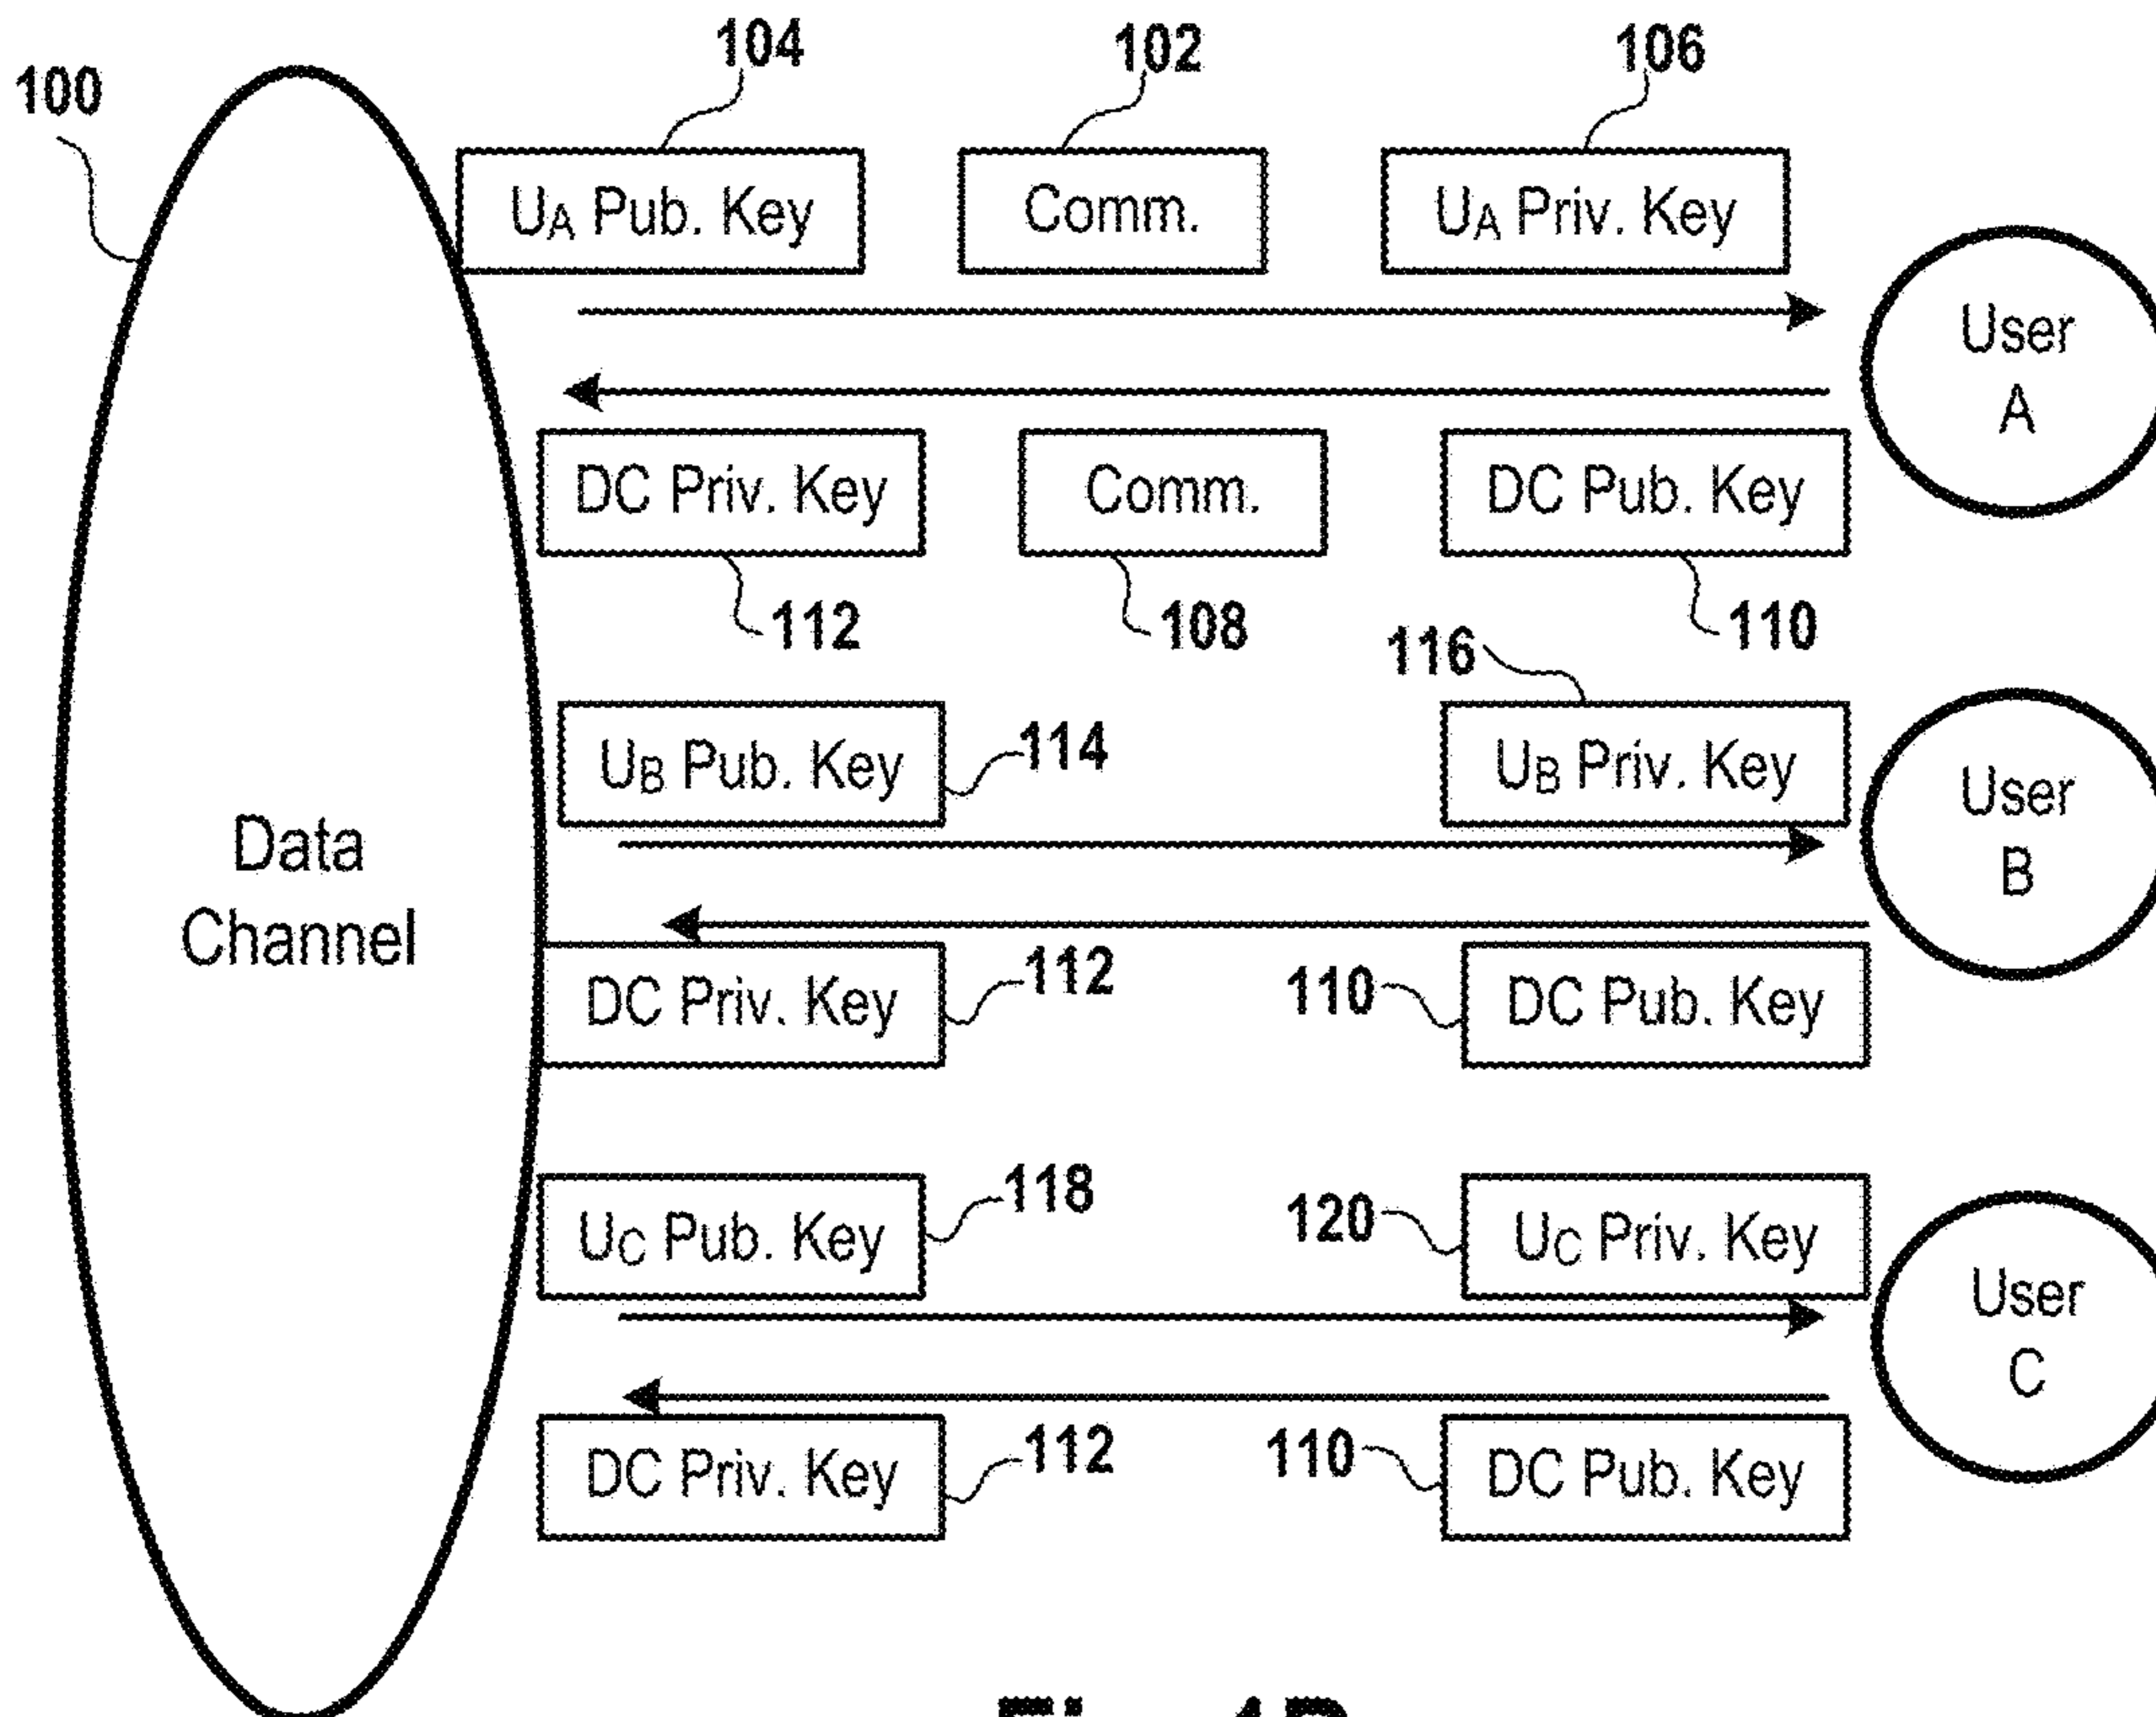 104
102
106
100
UA Pub. Key
Comm.
UA Priv. Key
User
A
DC Priv. Key
Comm.
DC Pub. Key
112
108
110
116
UB Pub. Key
114
UB Priv. Key
User
B
Data
Channel
DC Priv. Key
112
110
DC Pub. Key
UC Pub. Key
118
120
UC Priv. Key
User
C
DC Priv. Key
112
110
DC Pub. Key